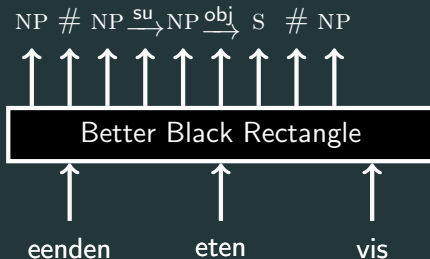 NP # NP su→ NP obj→ S # NP
Better Black Rectangle
eenden eten vis